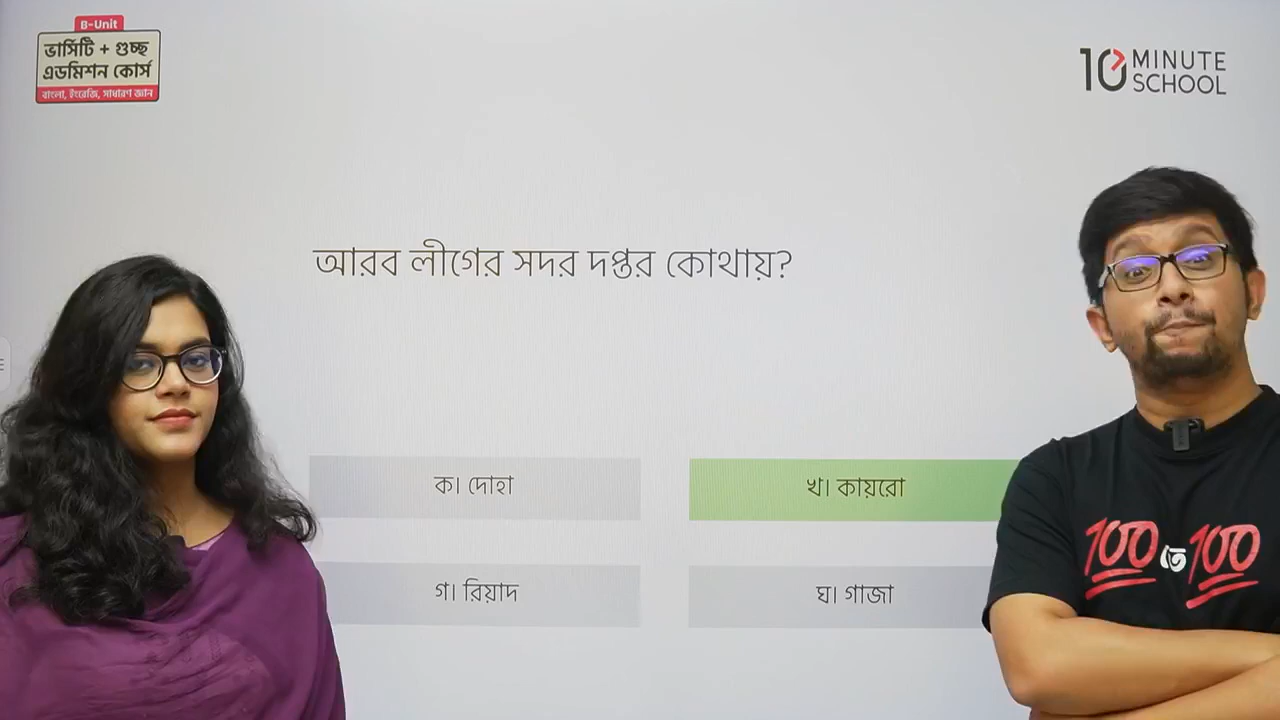 B-Unit
ভার্সিটি + গুচ্ছ
এডমিশন কোর্স
বাংলা, ইংরেজি, সাধারণ জ্ঞান
10 MINUTE
SCHOOL
আরব লীগের সদর দপ্তর কোথায়?
ক। দোহা
খ। কায়রো
গ। রিয়াদ
ঘ। গাজা
100 তে 100